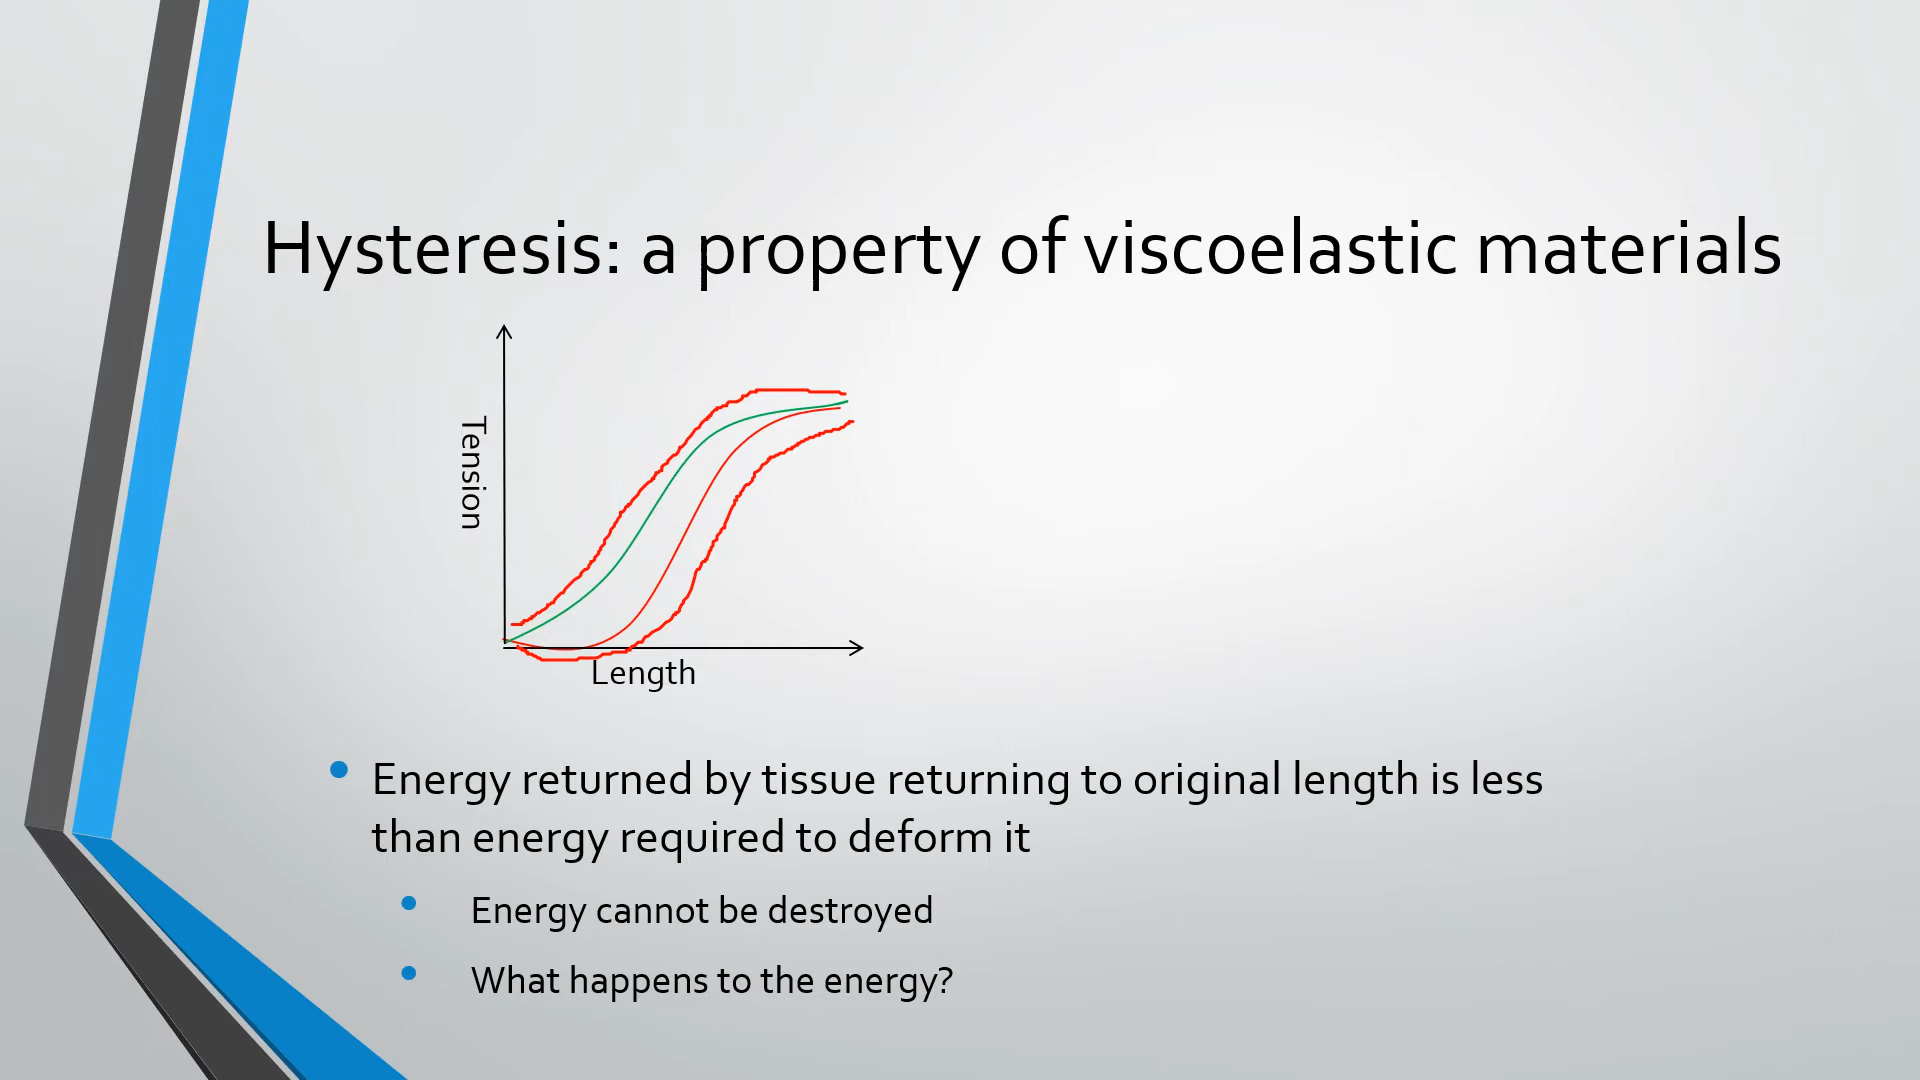 Hysteresis: a property of viscoelastic materials
Tension
Length
Energy returned by tissue returning to original length is less
than energy required to deform it
Energy cannot be destroyed
What happens to the energy?